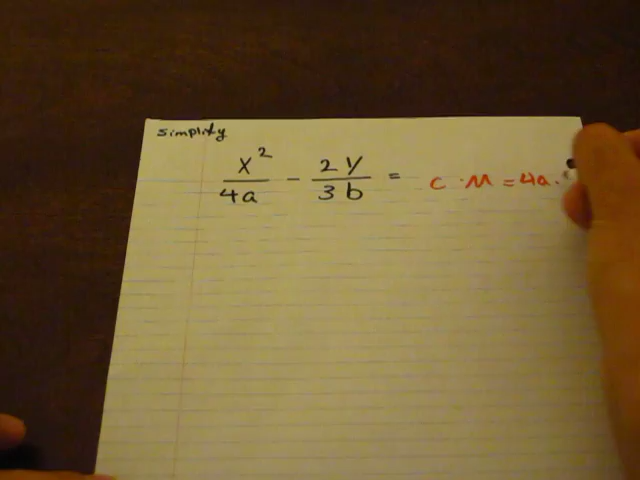 simplify
x²/4a - 2y/3b = C.M = 4a.